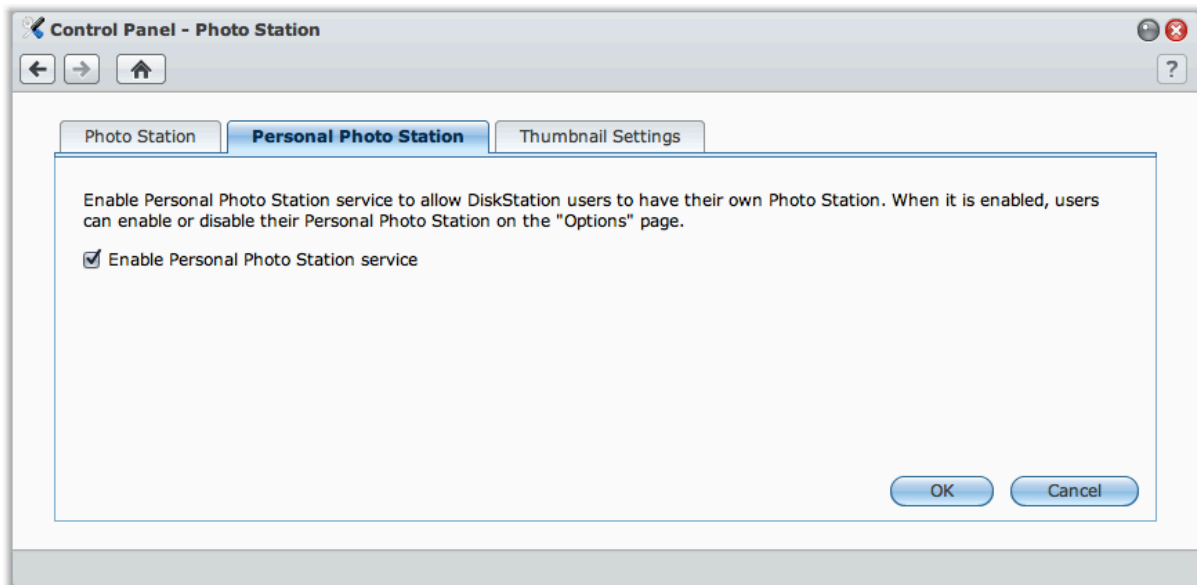 Control Panel - Photo Station
?
Photo Station
Personal Photo Station
Thumbnail Settings
Enable Personal Photo Station service to allow DiskStation users to have their own Photo Station. When it is enabled, users
can enable or disable their Personal Photo Station on the "Options" page.
Enable Personal Photo Station service
OK
Cancel